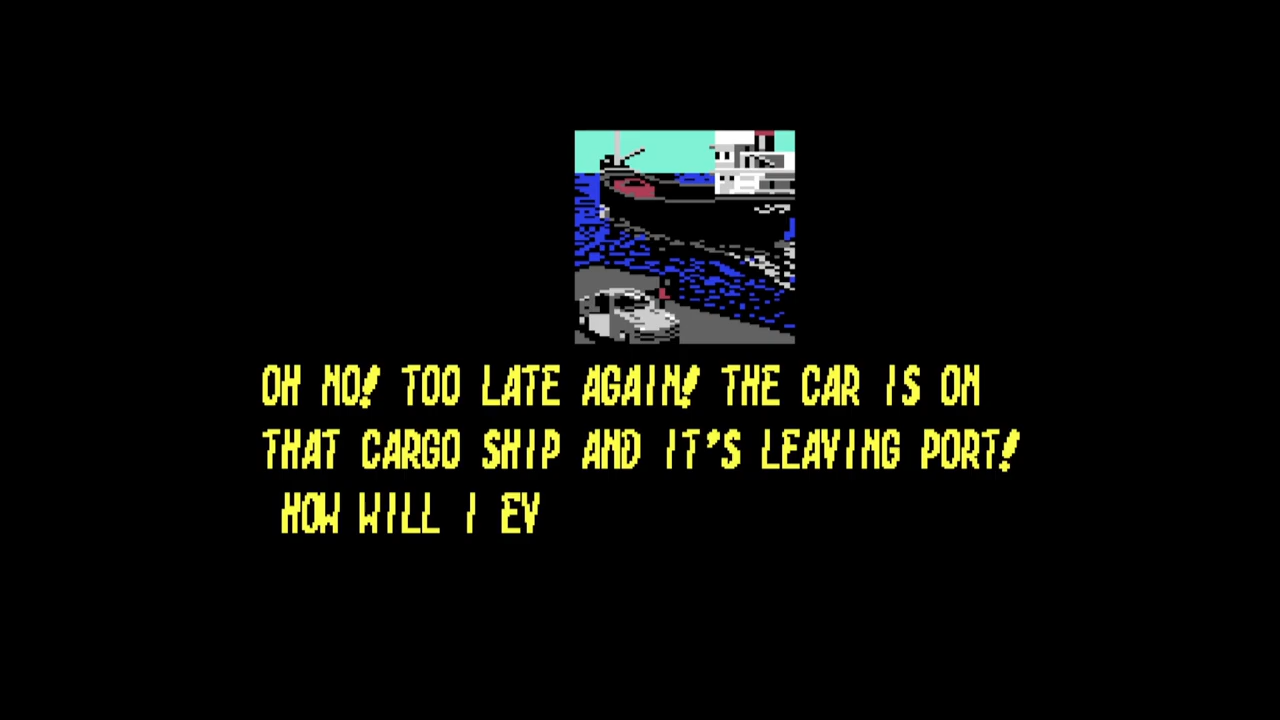 OH NO! TOO LATE AGAIN! THE CAR IS ON
THAT CARGO SHIP AND IT'S LEAVING PORT!
HOW WILL I EV